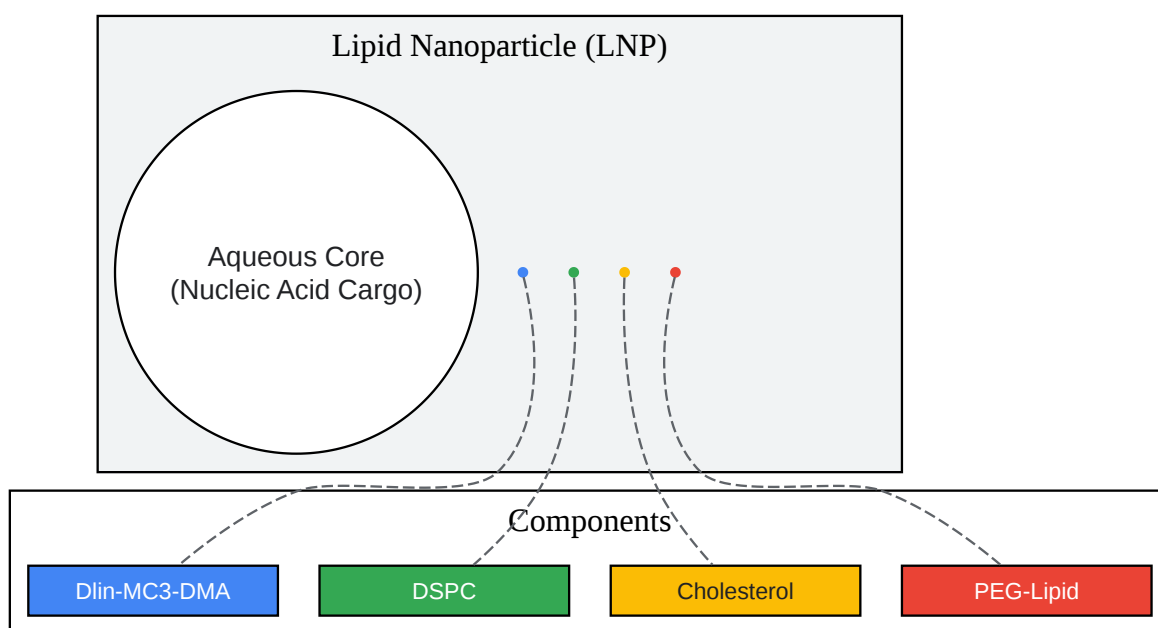 Lipid Nanoparticle (LNP)
Aqueous Core
(Nucleic Acid Cargo)
Components
Dlin-MC3-DMA
DSPC
Cholesterol
PEG-Lipid